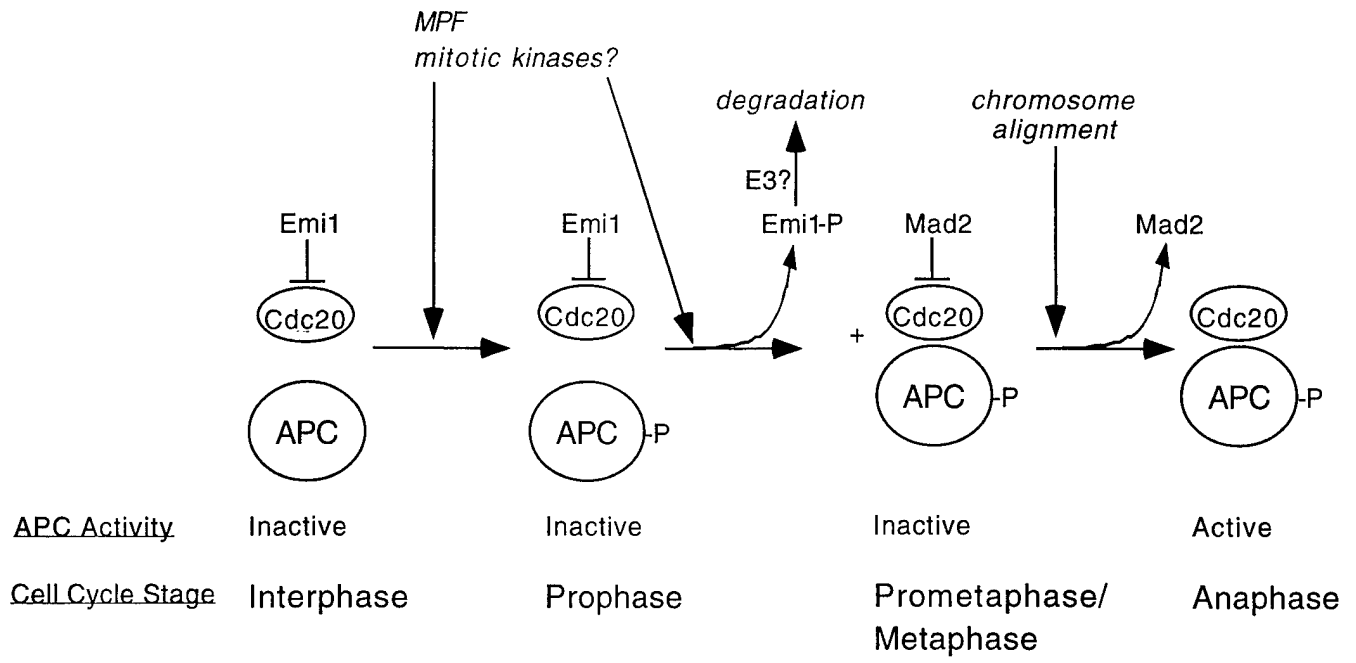 MPF
mitotic kinases?
degradation
chromosome
alignment
E3?
Emi1
Emi1
Emi1-P
Mad2
Mad2
Cdc20
Cdc20
+
Cdc20
Cdc20
APC
APC
-P
APC
-P
APC
-P
APC Activity
Inactive
Inactive
Inactive
Active
Cell Cycle Stage
Interphase
Prophase
Prometaphase/
Metaphase
Anaphase